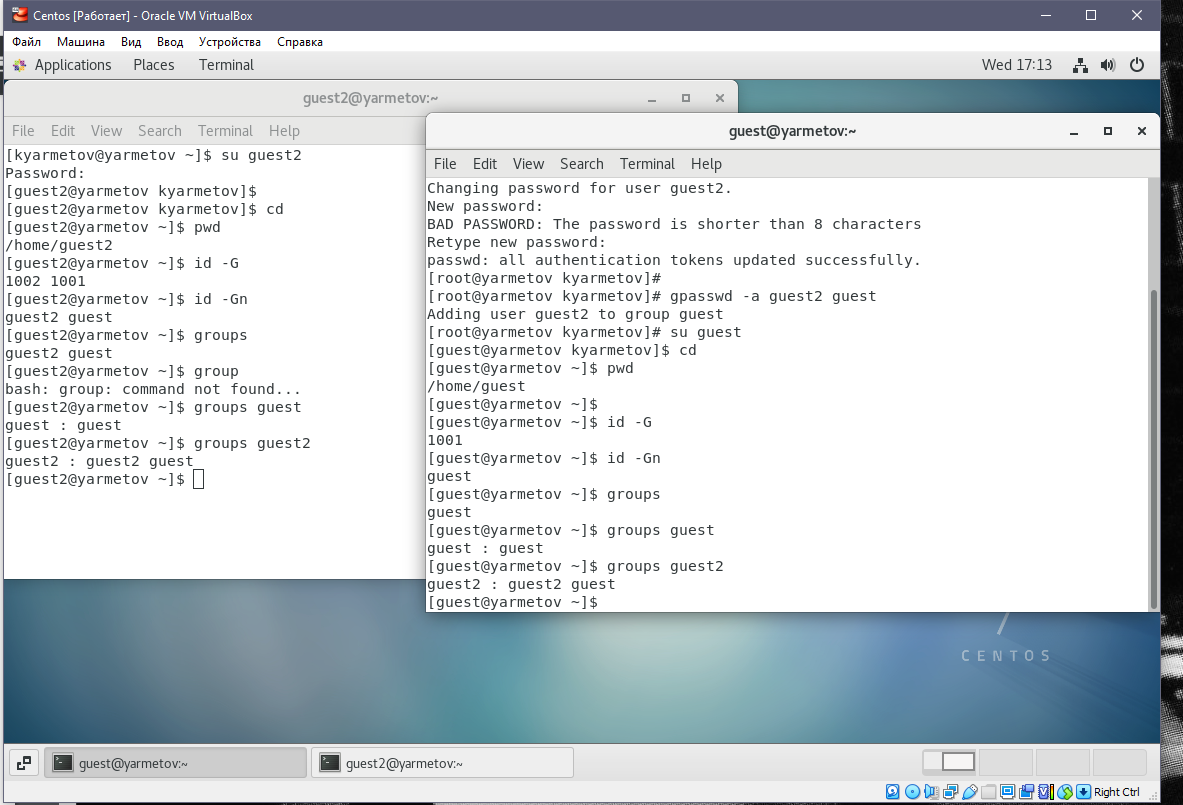 Centos [Работает] - Oracle VM VirtualBox
Файл Машина Вид Ввод Устройства Справка
Applications Places Terminal Wed 17:13
guest2@yarmetov:~
File Edit View Search Terminal Help
[kyarmetov@yarmetov ~]$ su guest2
Password:
[guest2@yarmetov kyarmetov]$
[guest2@yarmetov kyarmetov]$ cd
[guest2@yarmetov ~]$ pwd
/home/guest2
[guest2@yarmetov ~]$ id -G
1002 1001
[guest2@yarmetov ~]$ id -Gn
guest2 guest
[guest2@yarmetov ~]$ groups
guest2 guest
[guest2@yarmetov ~]$ group
bash: group: command not found...
[guest2@yarmetov ~]$ groups guest
guest : guest
[guest2@yarmetov ~]$ groups guest2
guest2 : guest2 guest
[guest2@yarmetov ~]$
guest@yarmetov:~
File Edit View Search Terminal Help
Changing password for user guest2.
New password:
BAD PASSWORD: The password is shorter than 8 characters
Retype new password:
passwd: all authentication tokens updated successfully.
[root@yarmetov kyarmetov]#
[root@yarmetov kyarmetov]# gpasswd -a guest2 guest
Adding user guest2 to group guest
[root@yarmetov kyarmetov]# su guest
[guest@yarmetov kyarmetov]$ cd
[guest@yarmetov ~]$ pwd
/home/guest
[guest@yarmetov ~]$
[guest@yarmetov ~]$ id -G
1001
[guest@yarmetov ~]$ id -Gn
guest
[guest@yarmetov ~]$ groups
guest
[guest@yarmetov ~]$ groups guest
guest : guest
[guest@yarmetov ~]$ groups guest2
guest2 : guest2 guest
[guest@yarmetov ~]$
CENTOS
guest@yarmetov:~
guest2@yarmetov:~
Right Ctrl